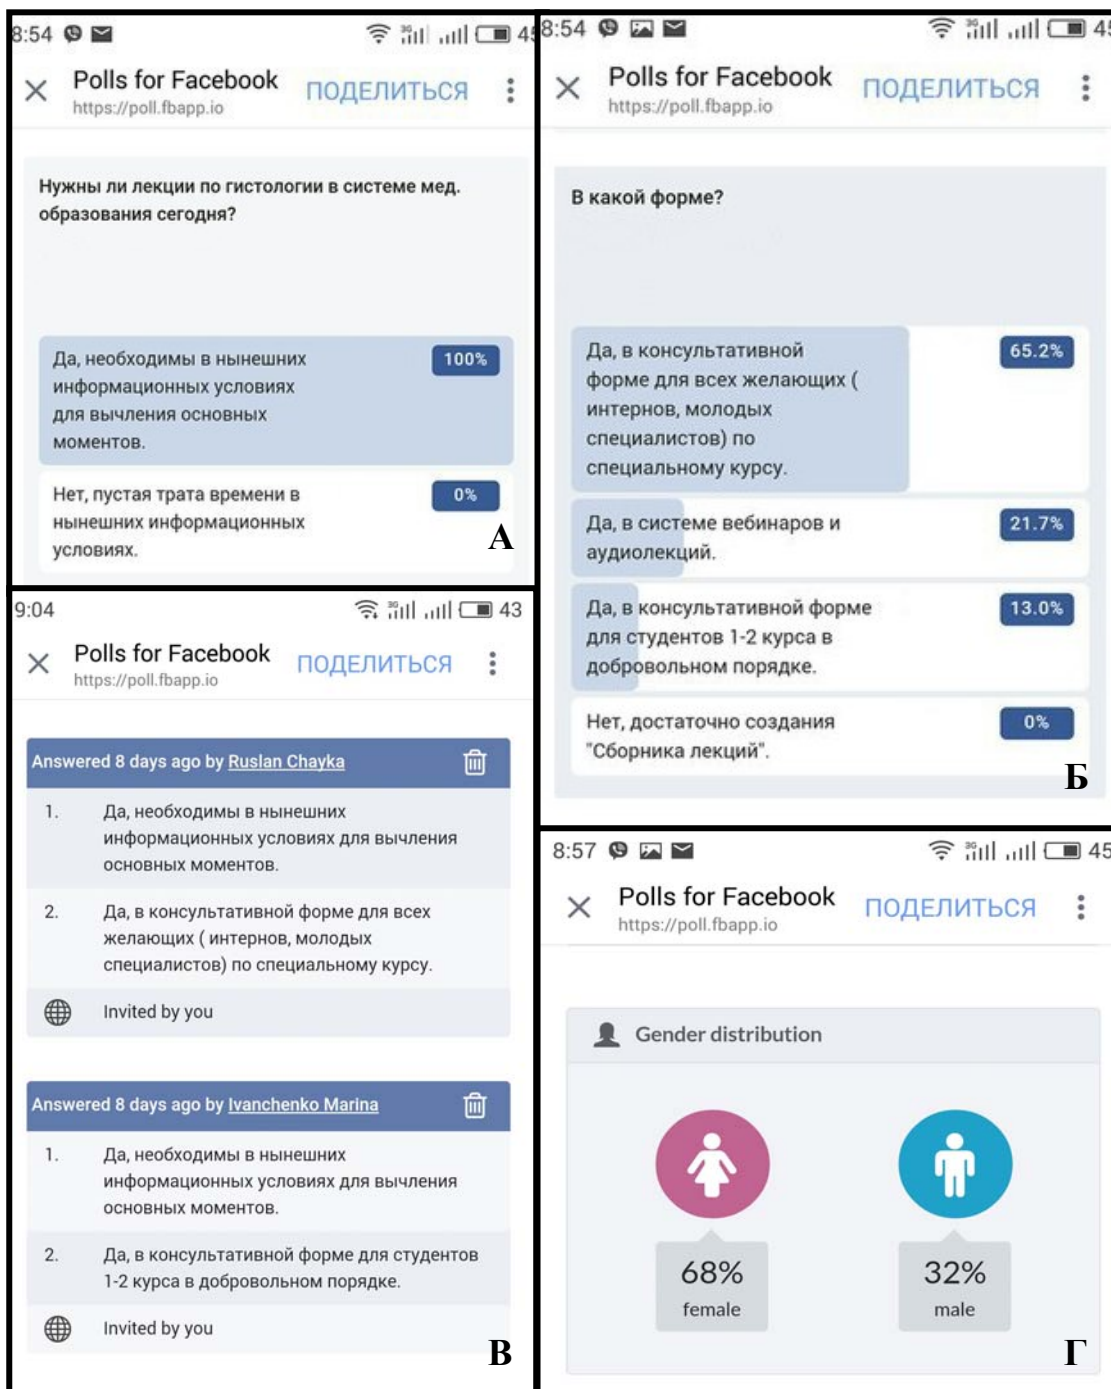 8:54
45
Polls for Facebook
ПОДЕЛИТЬСЯ
https://poll.fbapp.io
Нужны ли лекции по гистологии в системе мед.
образования сегодня?
Да, необходимы в нынешних
информационных условиях
для вычления основных
моментов.
100%
Нет, пустая трата времени в
нынешних информационных
условиях.
0%
А
8:54
45
Polls for Facebook
ПОДЕЛИТЬСЯ
https://poll.fbapp.io
В какой форме?
Да, в консультативной
форме для всех желающих (
интернов, молодых
специалистов) по
специальному курсу.
65.2%
Да, в системе вебинаров и
аудиолекций.
21.7%
Да, в консультативной форме
для студентов 1-2 курса в
добровольном порядке.
13.0%
Нет, достаточно создания
"Сборника лекций".
0%
Б
9:04
3G
43
Polls for Facebook
ПОДЕЛИТЬСЯ
https://poll.fbapp.io
Answered 8 days ago by Ruslan Chayka
1. Да, необходимы в нынешних
информационных условиях для вычления
основных моментов.
2. Да, в консультативной форме для всех
желающих ( интернов, молодых
специалистов) по специальному курсу.
Invited by you
Answered 8 days ago by Ivanchenko Marina
1. Да, необходимы в нынешних
информационных условиях для вычления
основных моментов.
2. Да, в консультативной форме для студентов
1-2 курса в добровольном порядке.
Invited by you
В
8:57
3G
45
Polls for Facebook
ПОДЕЛИТЬСЯ
https://poll.fbapp.io
Gender distribution
68%
female
32%
male
Г